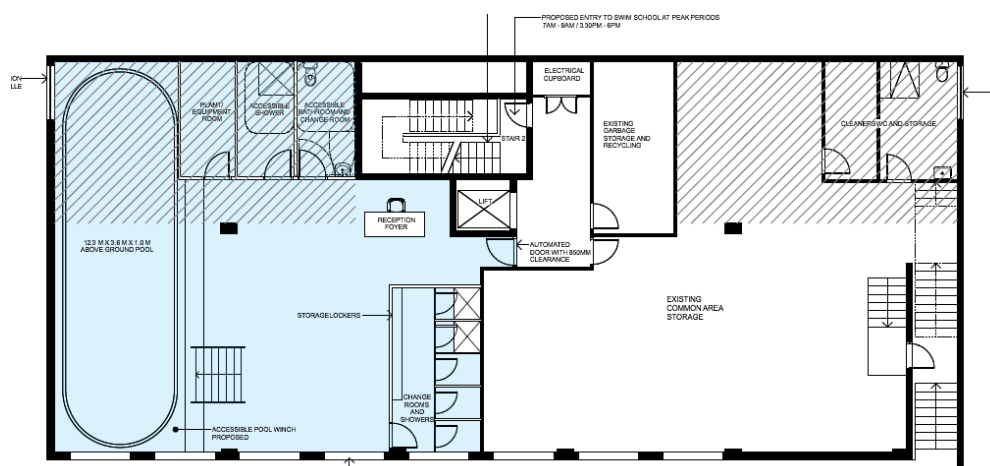 PROPOSED ENTRY TO SWIM SCHOOL AT PEAK PERIODS
7AM - 9AM / 3.30PM - 6PM
ION
LLE
ELECTRICAL
CUPBOARD
PLANT/
EQUIPMENT
ROOM
ACCESSIBLE
SHOWER
ACCESSIBLE
BATHROOM AND
CHANGE ROOM
STAIR 2
EXISTING
GARBAGE
STORAGE AND
RECYCLING
CLEANERS WC AND STORAGE
LIFT
RECEPTION
FOYER
12.3 M X 3.6 M X 1.0 M
ABOVE GROUND POOL
AUTOMATED
DOOR WITH 850MM
CLEARANCE
EXISTING
COMMON AREA
STORAGE
STORAGE LOCKERS
CHANGE
ROOMS
AND
SHOWERS
ACCESSIBLE POOL WINCH
PROPOSED